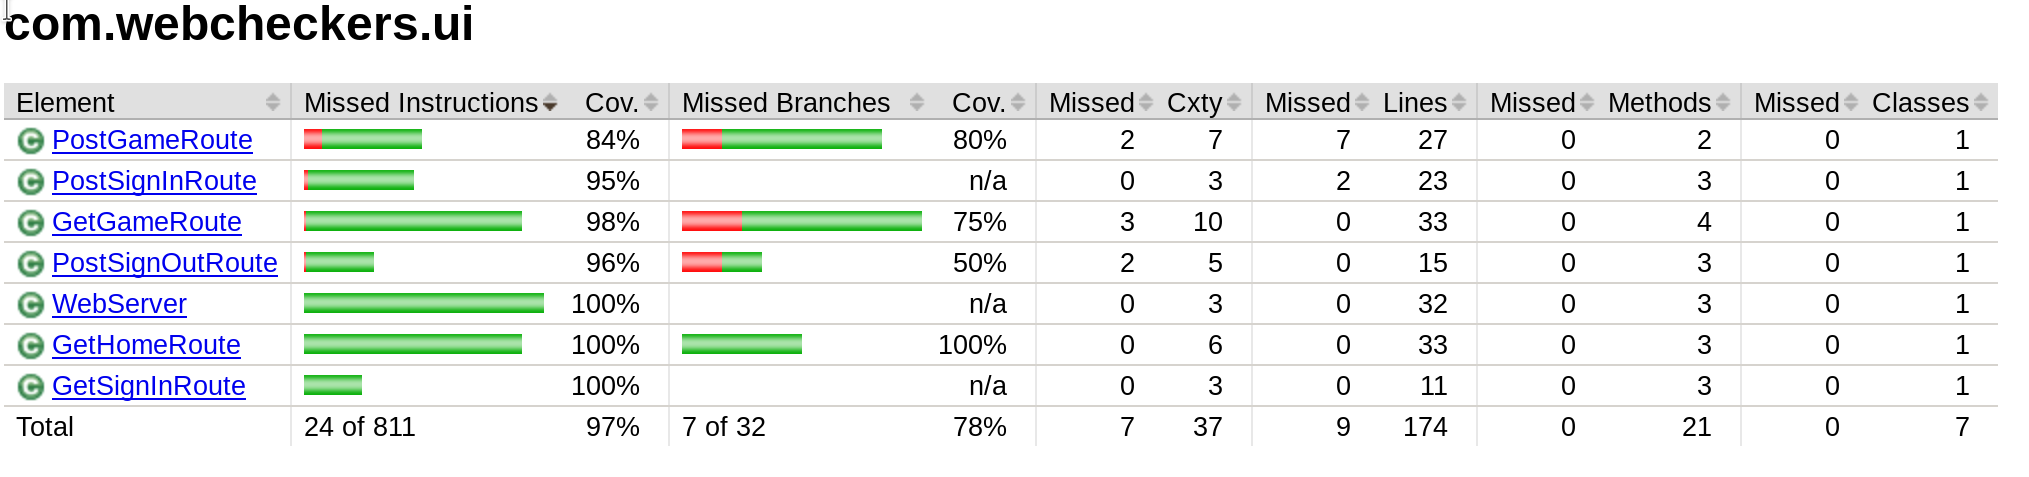 com.webcheckers.ui
Element Missed Instructions Cov. Missed Branches Cov. Missed Cxty Missed Lines Missed Methods Missed Classes
C PostGameRoute 84% 80% 2 7 7 27 0 2 0 1
C PostSignInRoute 95% n/a 0 3 2 23 0 3 0 1
C GetGameRoute 98% 75% 3 10 0 33 0 4 0 1
C PostSignOutRoute 96% 50% 2 5 0 15 0 3 0 1
C WebServer 100% n/a 0 3 0 32 0 3 0 1
C GetHomeRoute 100% 100% 0 6 0 33 0 3 0 1
C GetSignInRoute 100% n/a 0 3 0 11 0 3 0 1
Total 24 of 811 97% 7 of 32 78% 7 37 9 174 0 21 0 7